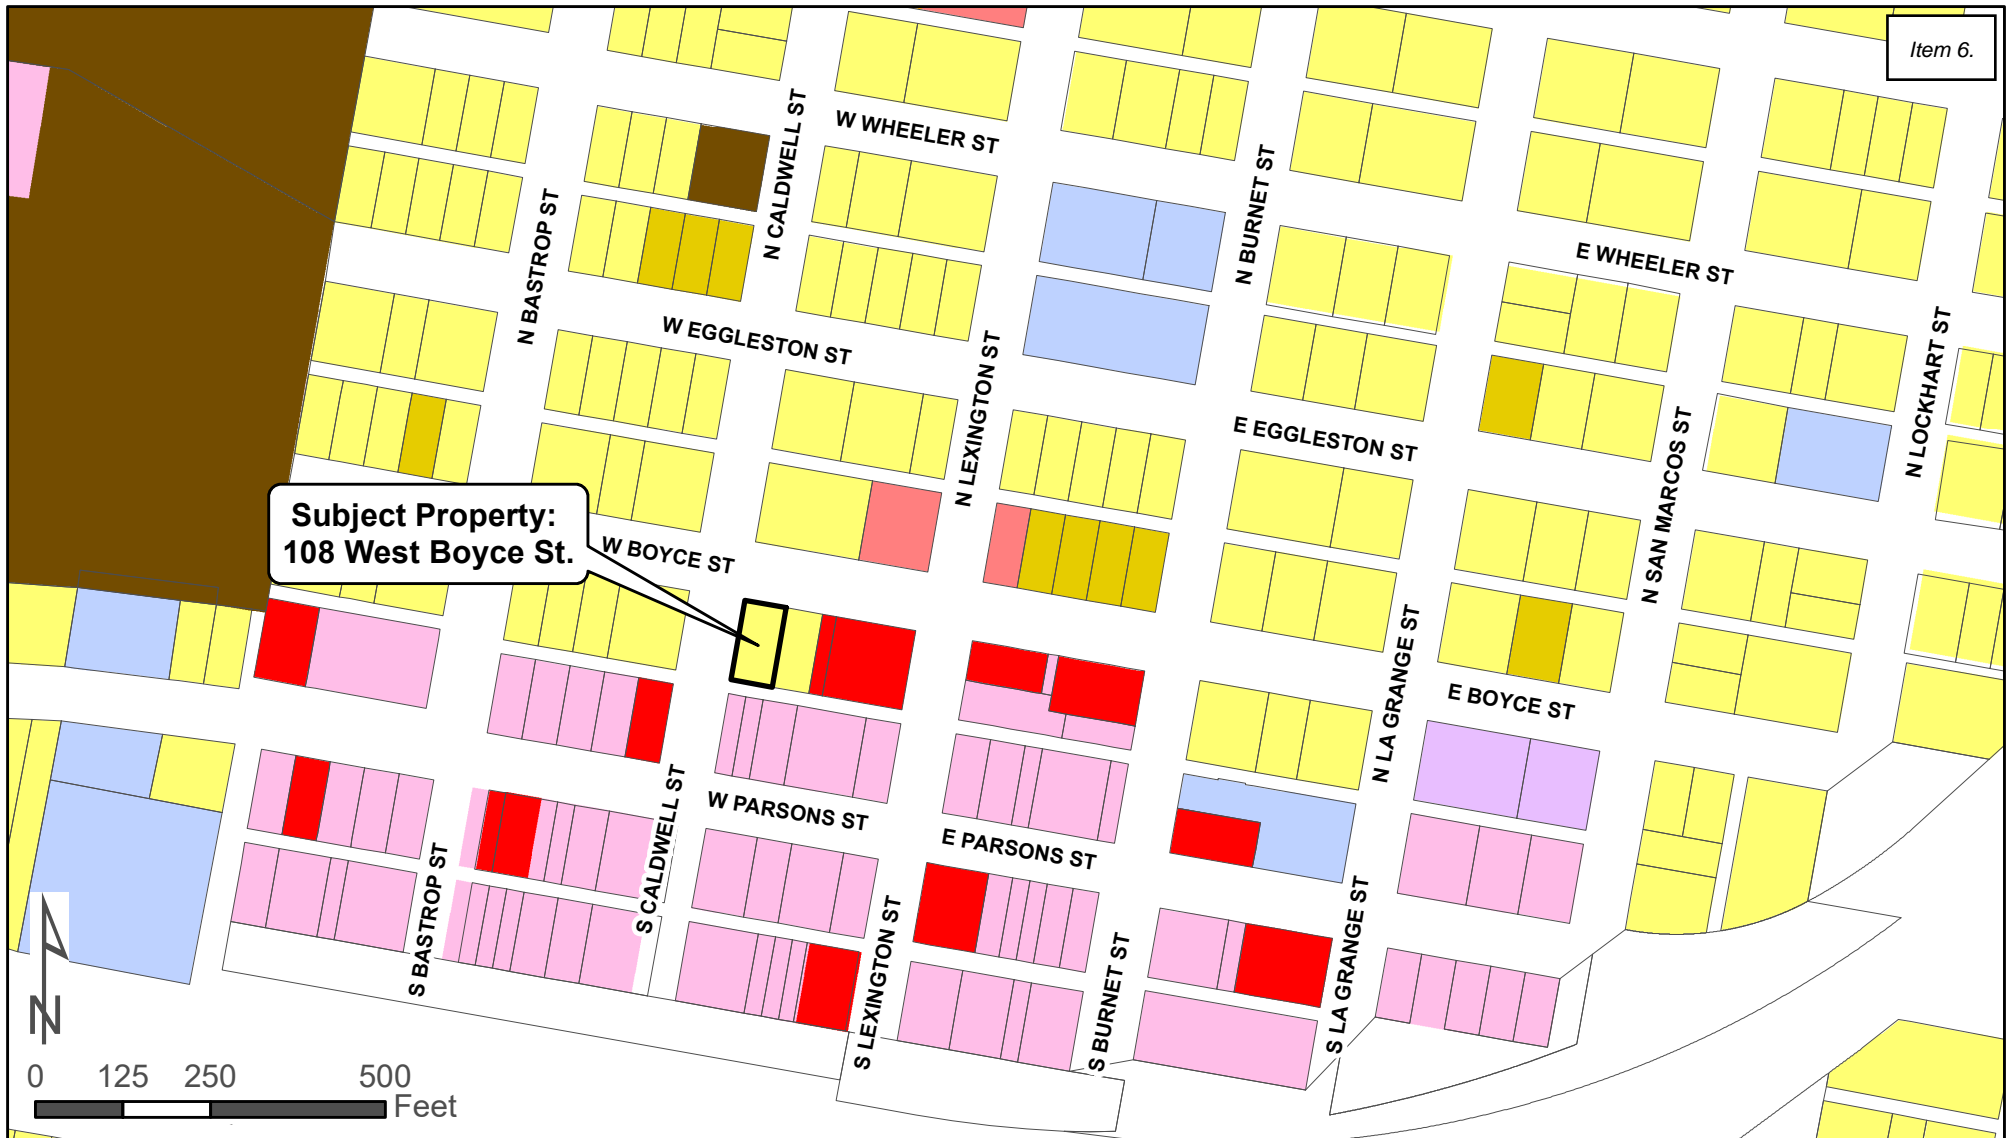 Item 6.
W WHEELER ST
N CALDWELL ST
N BASTROP ST
N BURNET ST
E WHEELER ST
W EGGLESTON ST
N LEXINGTON ST
E EGGLESTON ST
N LOCKHART ST
N SAN MARCOS ST
Subject Property:
108 West Boyce St.
W BOYCE ST
N LA GRANGE ST
E BOYCE ST
W PARSONS ST
E PARSONS ST
S CALDWELL ST
S BASTROP ST
S LEXINGTON ST
S BURNET ST
S LA GRANGE ST
N
0 125 250 500
Feet